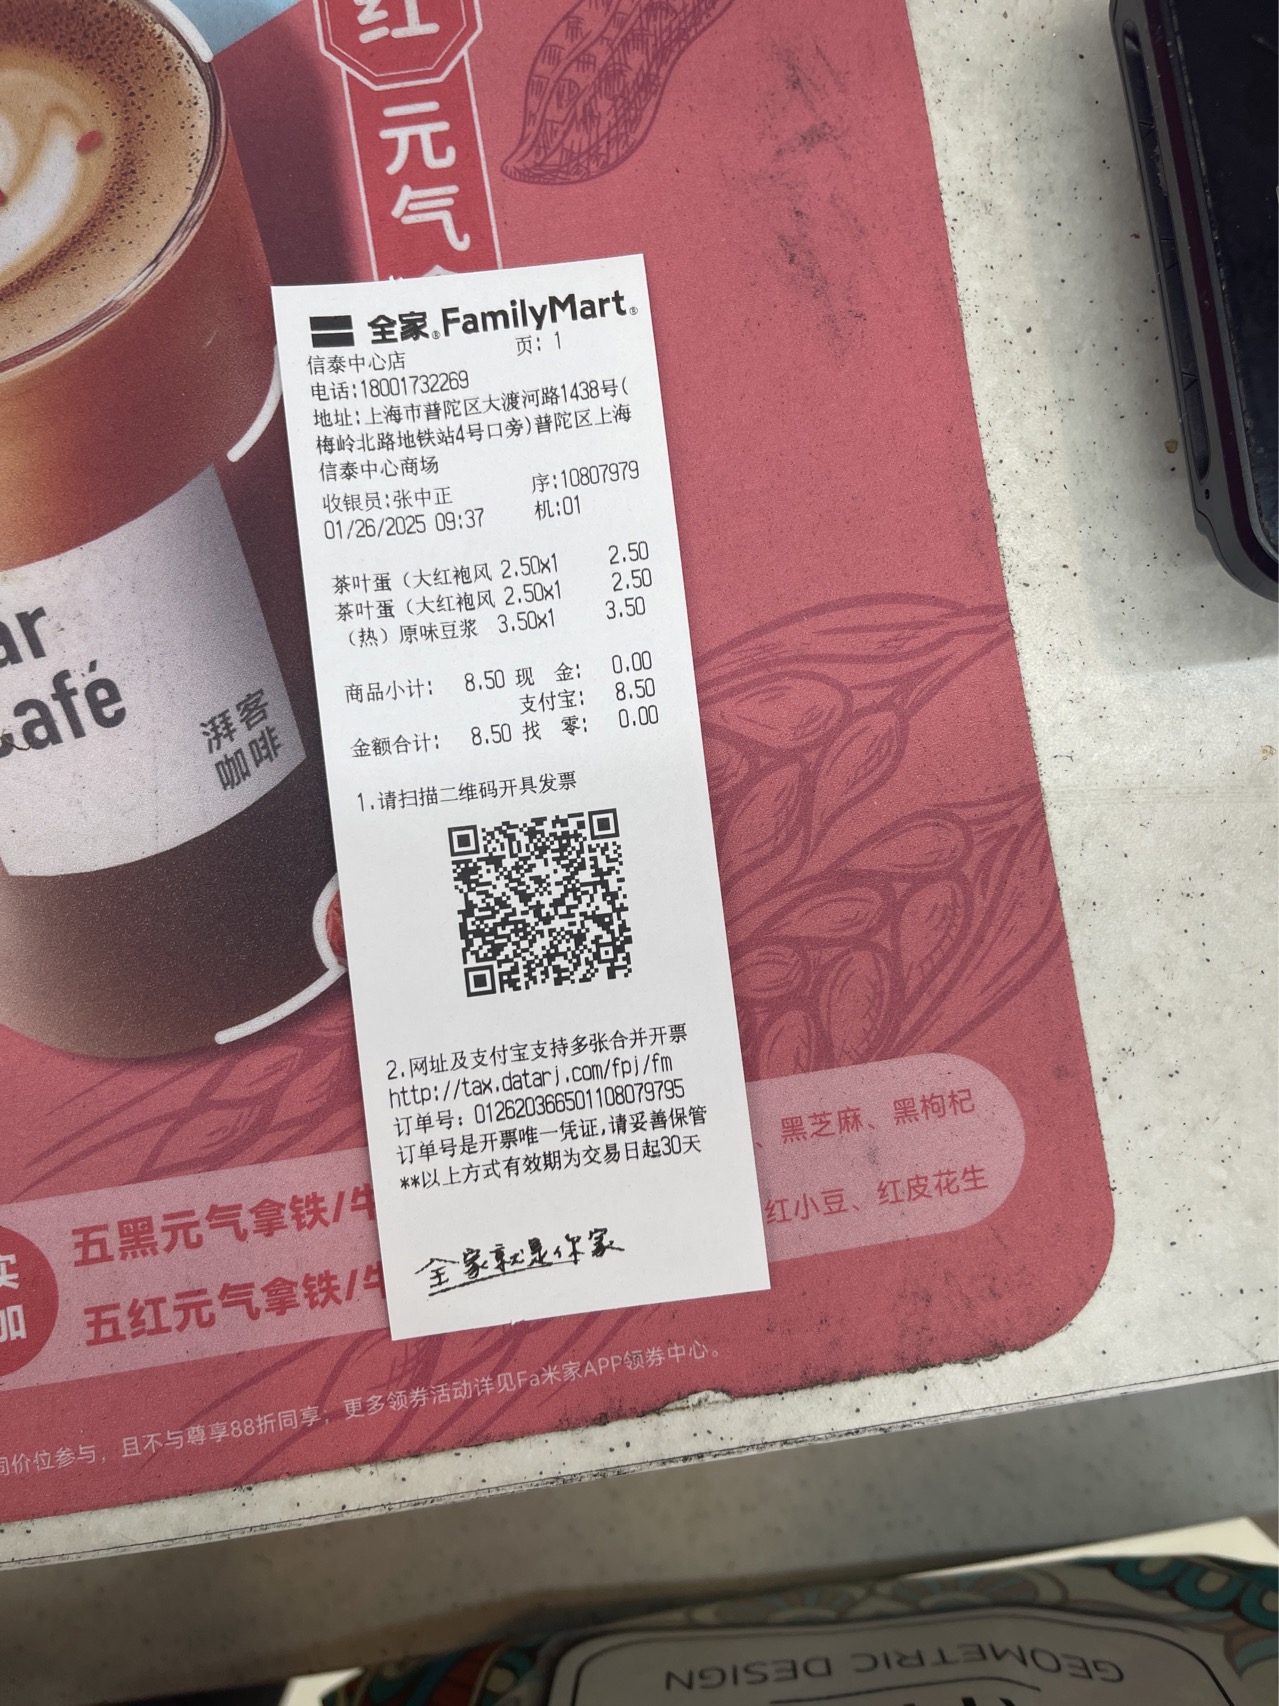 红
元
气
全家® FamilyMart®
信泰中心店 页: 1
电话:18001732269
地址:上海市普陀区大渡河路1438号(
梅岭北路地铁站4号口旁)普陀区上海
信泰中心商场
收银员:张中正 序:10807979
01/26/2025 09:37 机:01
茶叶蛋（大红袍风 2.50x1 2.50
茶叶蛋（大红袍风 2.50x1 2.50
（热）原味豆浆 3.50x1 3.50
商品小计: 8.50 现 金: 0.00
支付宝: 8.50
金额合计: 8.50 找 零: 0.00
1.请扫描二维码开具发票
2.网址及支付宝支持多张合并开票
http://tax.datarj.com/fpj/fm
订单号: 012620366501108079795
订单号是开票唯一凭证,请妥善保管
**以上方式有效期为交易日起30天
全家就是你家
ar
afé
湃客
咖啡
、黑芝麻、黑枸杞
五黑元气拿铁/牛
红小豆、红皮花生
五红元气拿铁/牛
加
同价位参与，且不与尊享88折同享；更多领券活动详见Fa米家APP领券中心。
GEOMETRIC DESIGN